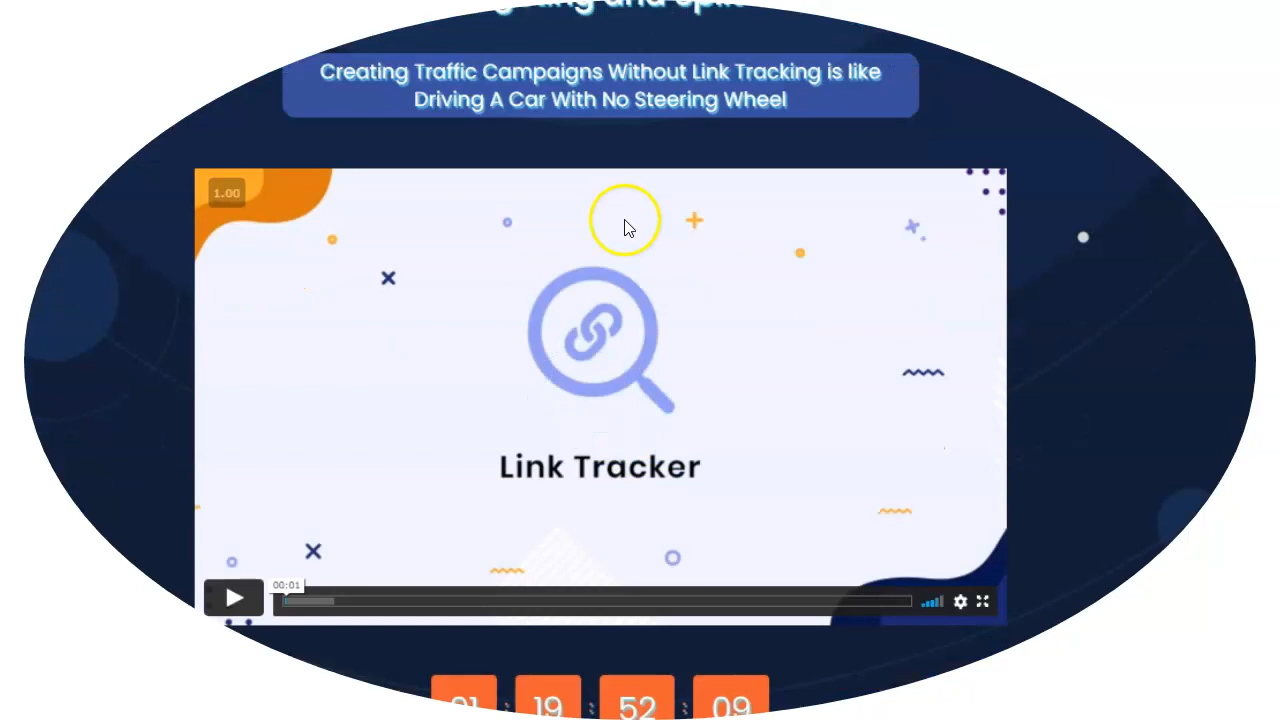 Creating Traffic Campaigns Without Link Tracking is like
Driving A Car With No Steering Wheel
1.00
Link Tracker
00:01
01 : 19 : 52 : 09